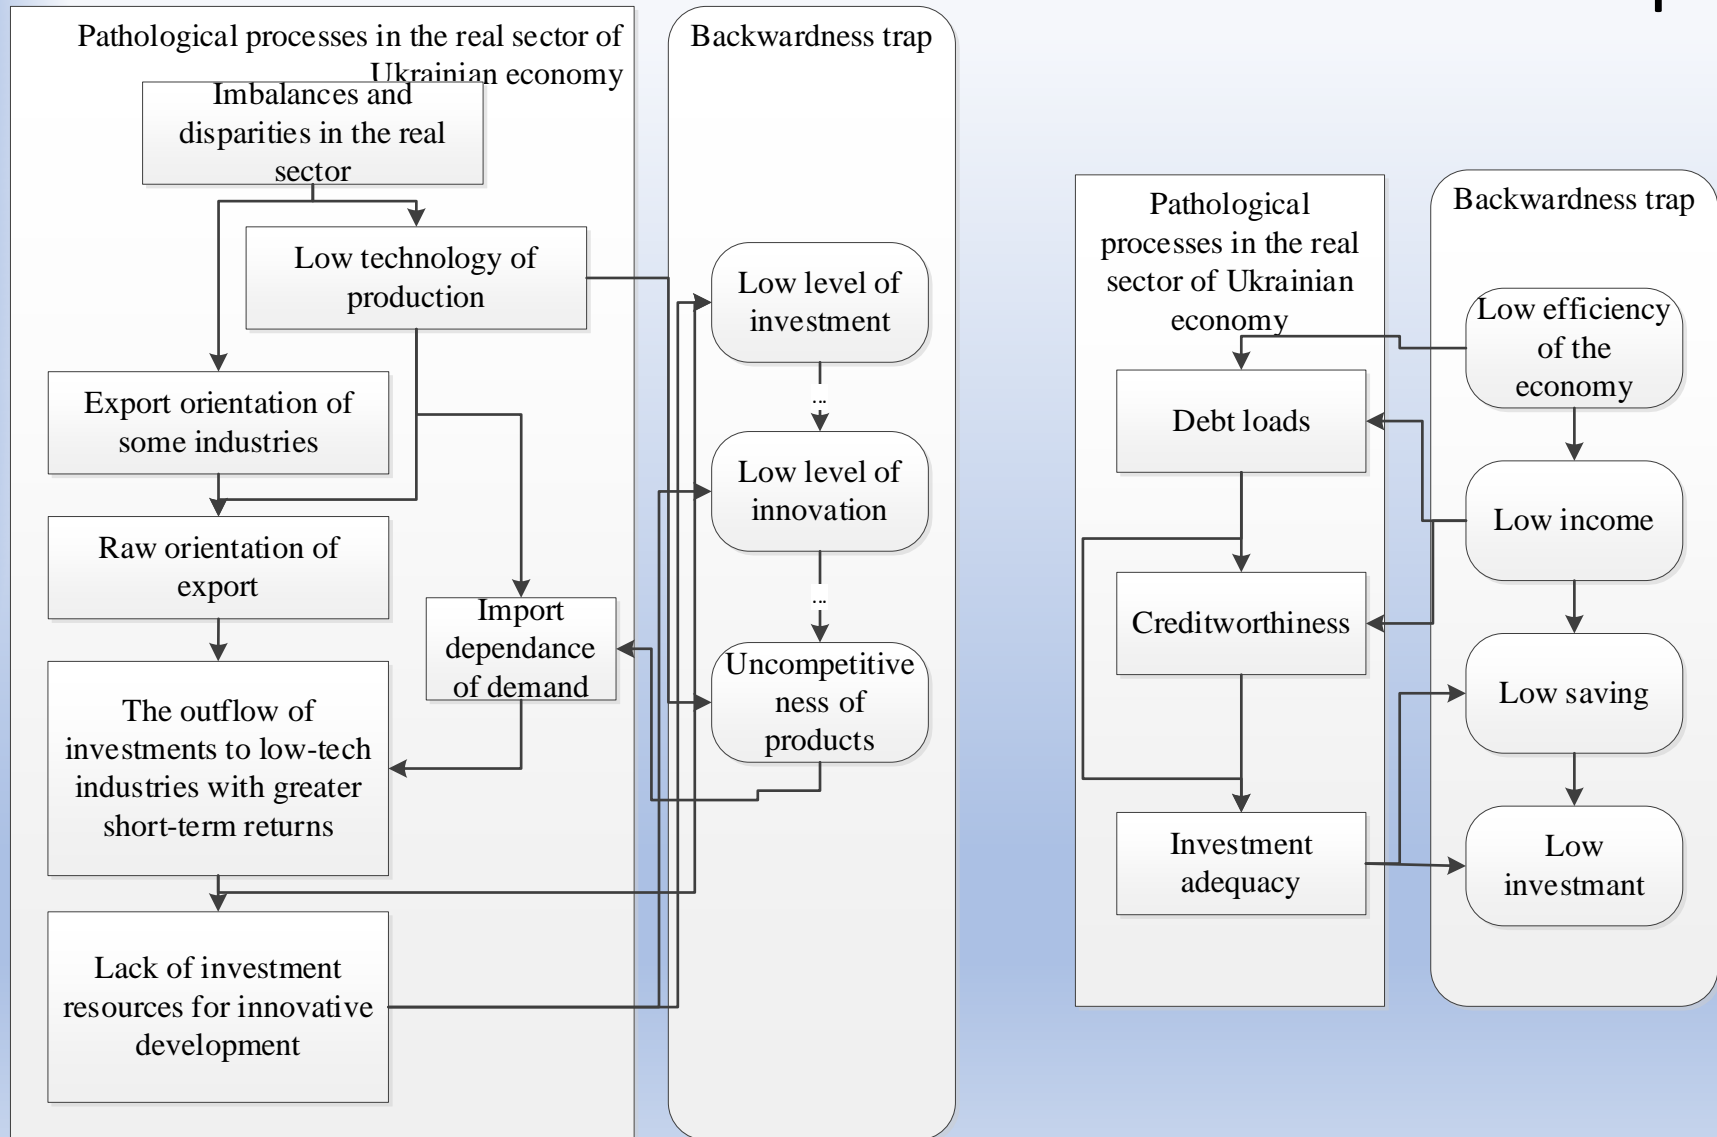 Pathological processes in the real sector of
Ukrainian economy
Imbalances and
disparities in the real
sector
Low technology of
production
Export orientation of
some industries
Raw orientation of
export
Import
dependance
of demand
The outflow of
investments to low-tech
industries with greater
short-term returns
Lack of investment
resources for innovative
development
Backwardness trap
Low level of
investment
...
Low level of
innovation
...
Uncompetitive
ness of
products
Pathological
processes in the real
sector of Ukrainian
economy
Debt loads
Creditworthiness
Investment
adequacy
Backwardness trap
Low efficiency
of the
economy
Low income
Low saving
Low
investmant